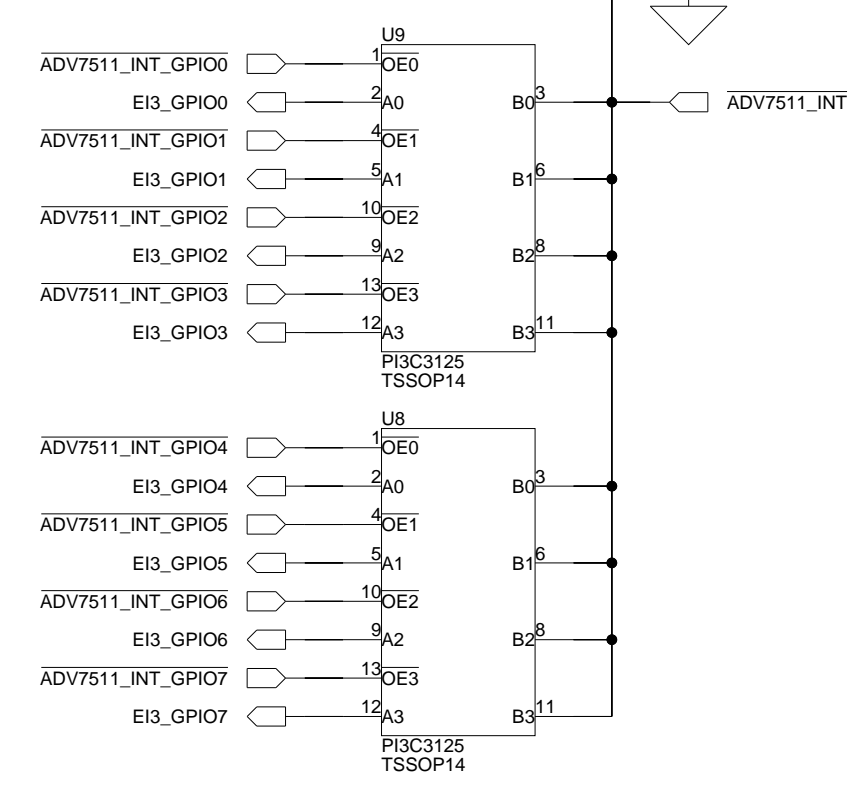 U9
ADV7511_INT_GPIO0 1 OE0
EI3_GPIO0 2 A0 B0 3 ADV7511_INT
ADV7511_INT_GPIO1 4 OE1
EI3_GPIO1 5 A1 B1 6
ADV7511_INT_GPIO2 10 OE2
EI3_GPIO2 9 A2 B2 8
ADV7511_INT_GPIO3 13 OE3
EI3_GPIO3 12 A3 B3 11
PI3C3125
TSSOP14
U8
ADV7511_INT_GPIO4 1 OE0
EI3_GPIO4 2 A0 B0 3
ADV7511_INT_GPIO5 4 OE1
EI3_GPIO5 5 A1 B1 6
ADV7511_INT_GPIO6 10 OE2
EI3_GPIO6 9 A2 B2 8
ADV7511_INT_GPIO7 13 OE3
EI3_GPIO7 12 A3 B3 11
PI3C3125
TSSOP14